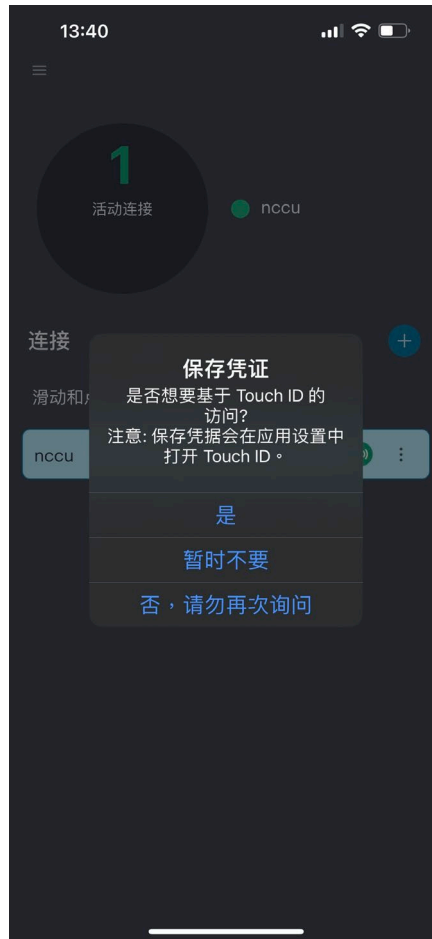 13:40
1
活动连接
nccu
连接
保存凭证
滑动和
是否想要基于 Touch ID 的
访问?
注意: 保存凭据会在应用设置中
打开 Touch ID。
nccu
是
暂时不要
否，请勿再次询问